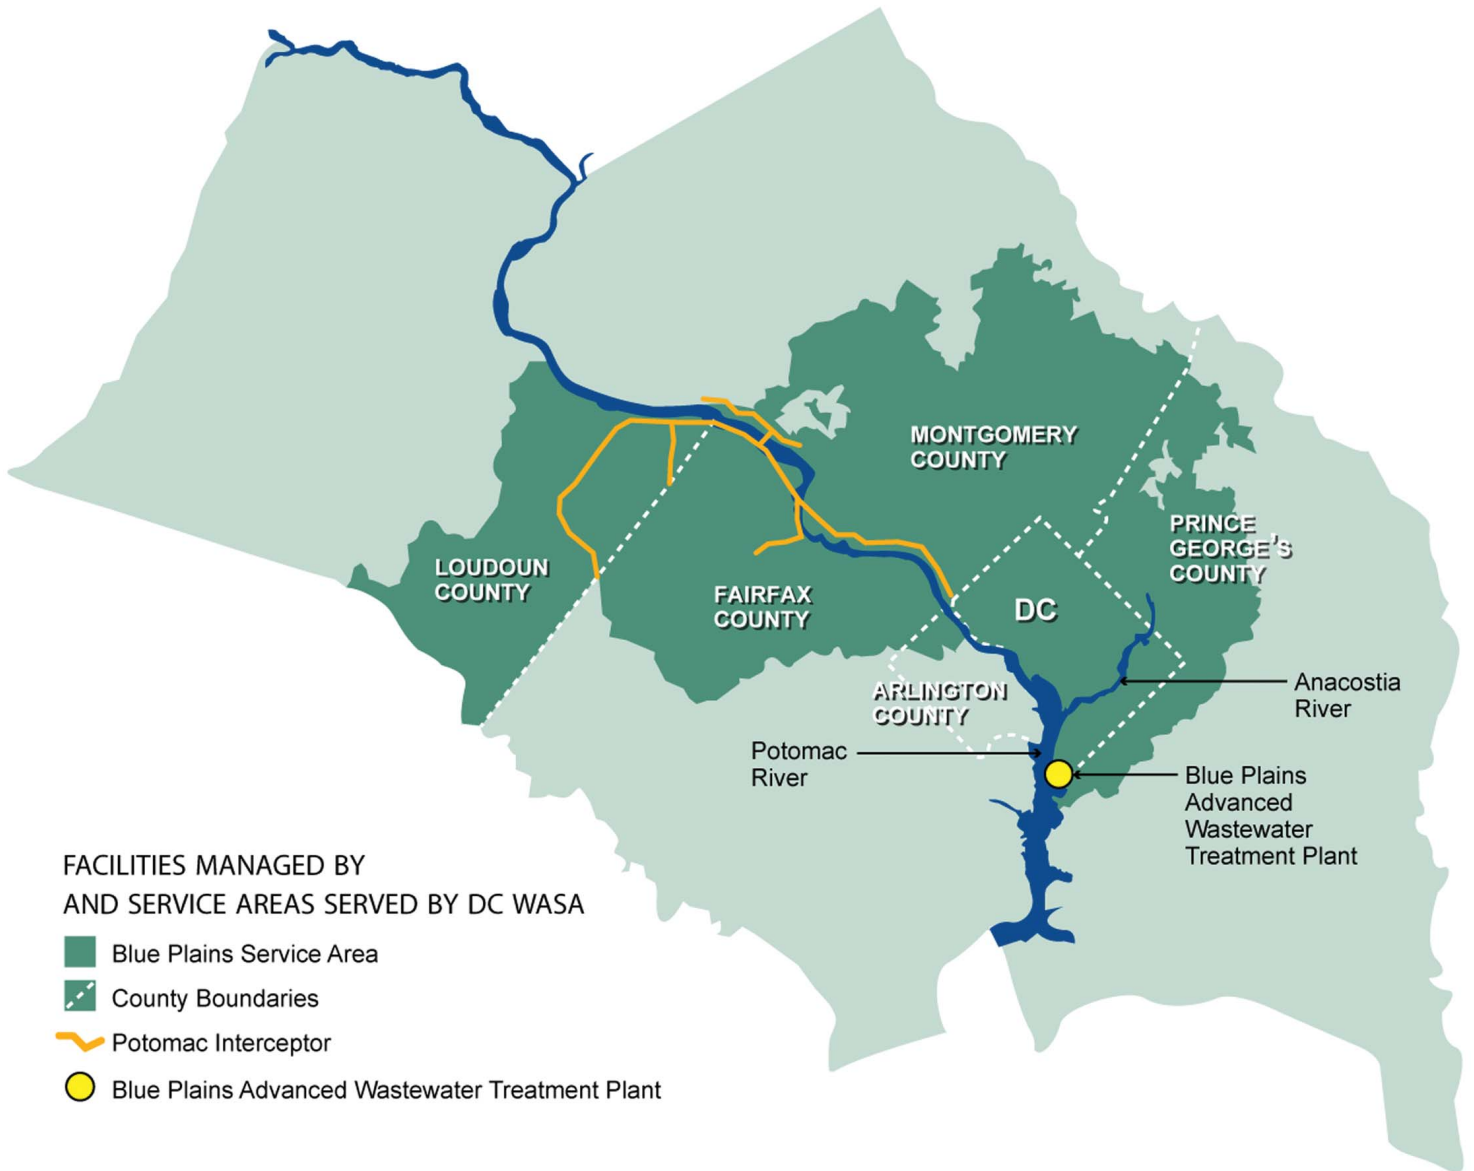 MONTGOMERY
COUNTY
PRINCE
GEORGE'S
COUNTY
LOUDOUN
COUNTY
FAIRFAX
COUNTY
DC
ARLINGTON
COUNTY
Anacostia
River
Potomac
River
Blue Plains
Advanced
Wastewater
Treatment Plant
FACILITIES MANAGED BY
AND SERVICE AREAS SERVED BY DC WASA
Blue Plains Service Area
County Boundaries
Potomac Interceptor
Blue Plains Advanced Wastewater Treatment Plant